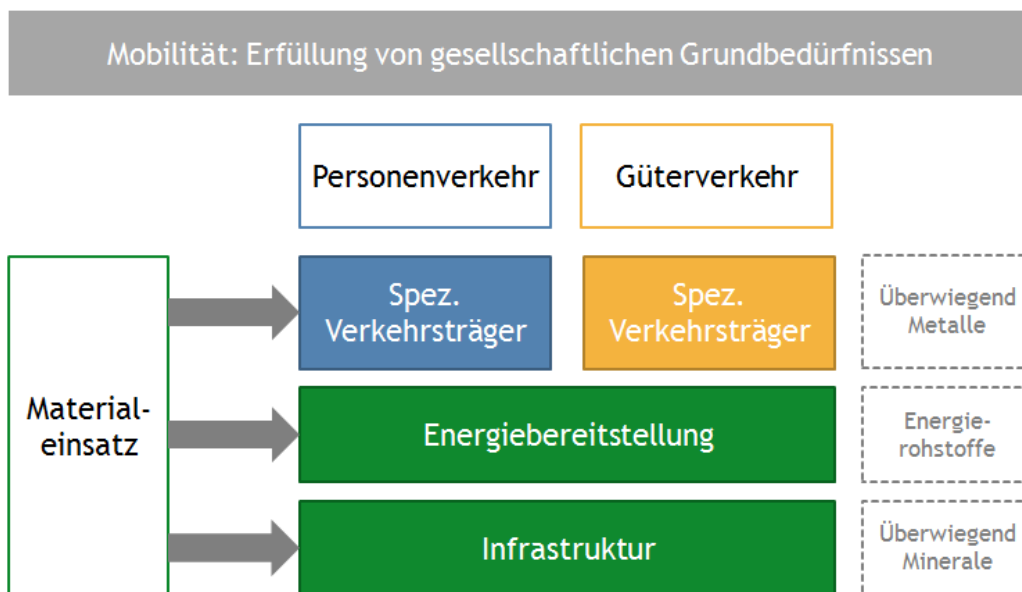 Mobilität: Erfüllung von gesellschaftlichen Grundbedürfnissen
Personenverkehr
Güterverkehr
Material-
einsatz
Spez.
Verkehrsträger
Spez.
Verkehrsträger
Überwiegend
Metalle
Energiebereitstellung
Energie-
rohstoffe
Infrastruktur
Überwiegend
Minerale